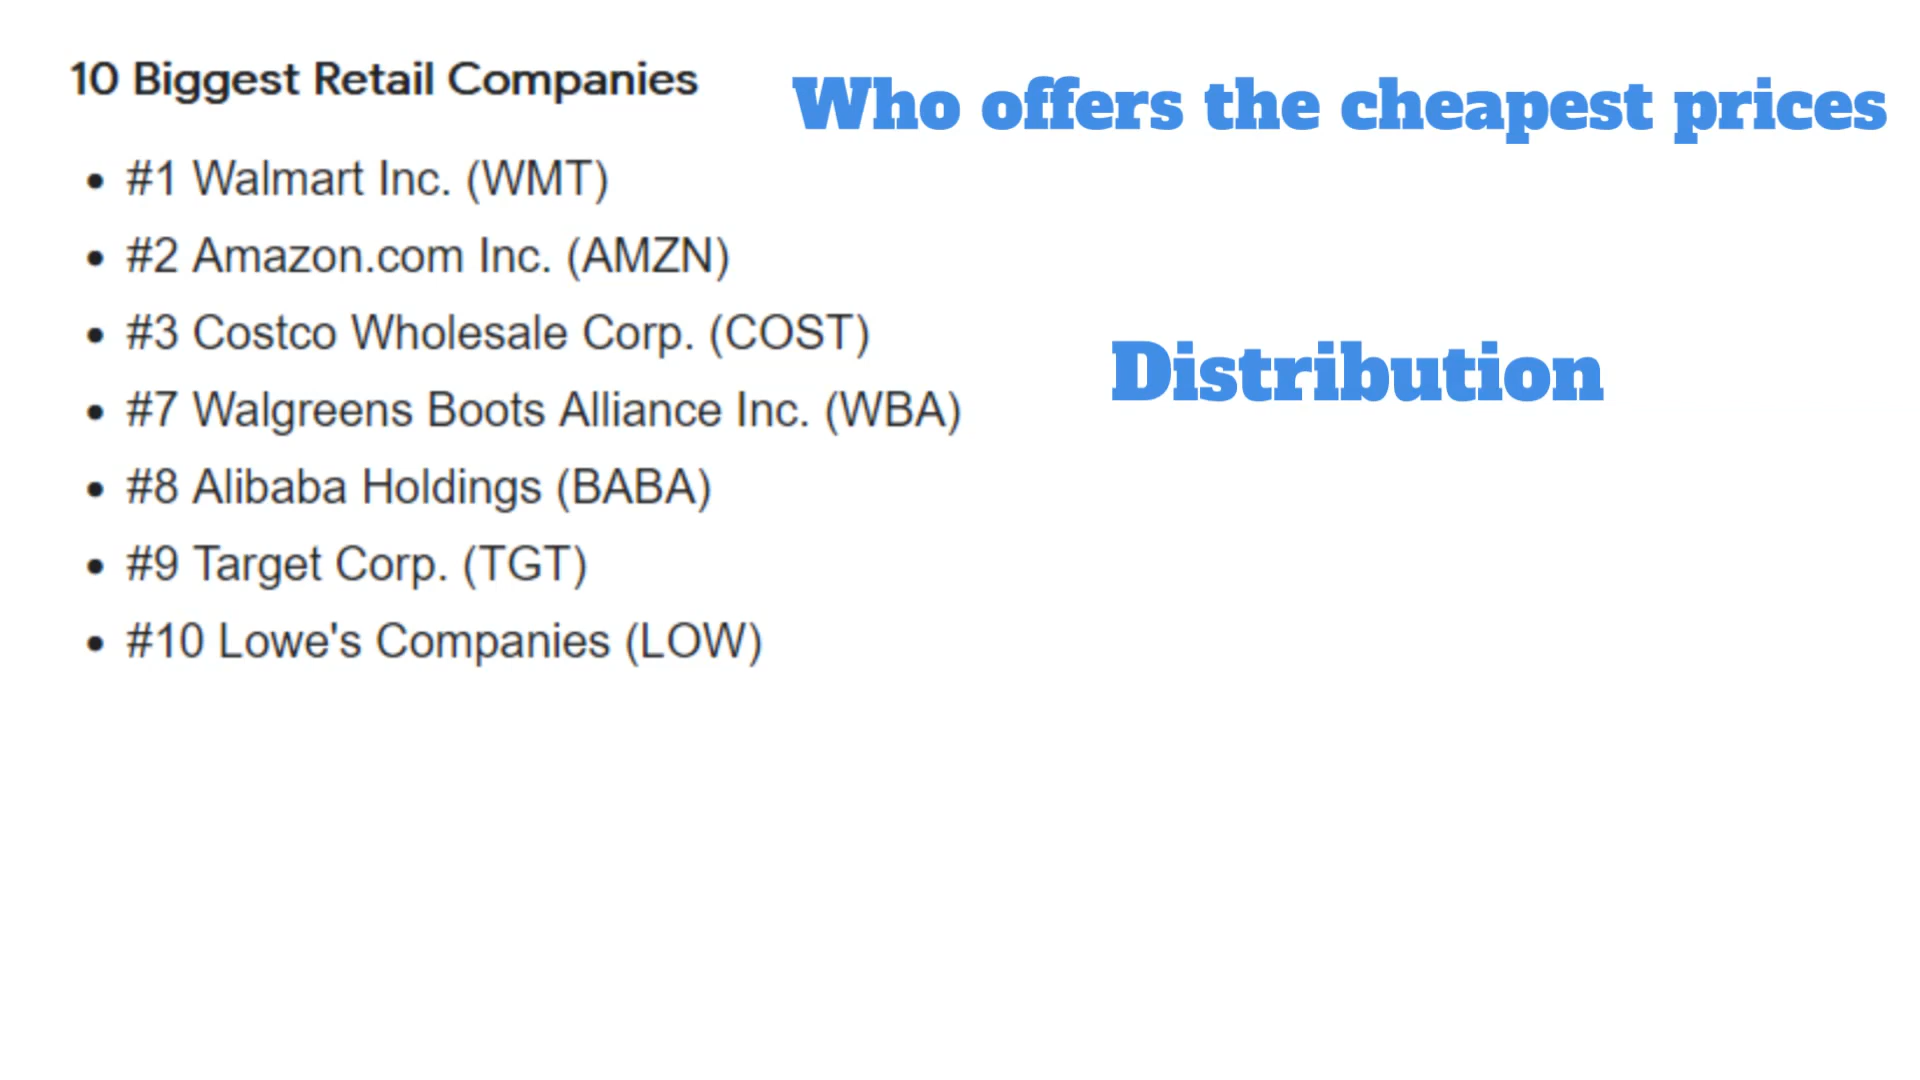 10 Biggest Retail Companies
Who offers the cheapest prices
• #1 Walmart Inc. (WMT)
• #2 Amazon.com Inc. (AMZN)
• #3 Costco Wholesale Corp. (COST)
Distribution
• #7 Walgreens Boots Alliance Inc. (WBA)
• #8 Alibaba Holdings (BABA)
• #9 Target Corp. (TGT)
• #10 Lowe's Companies (LOW)